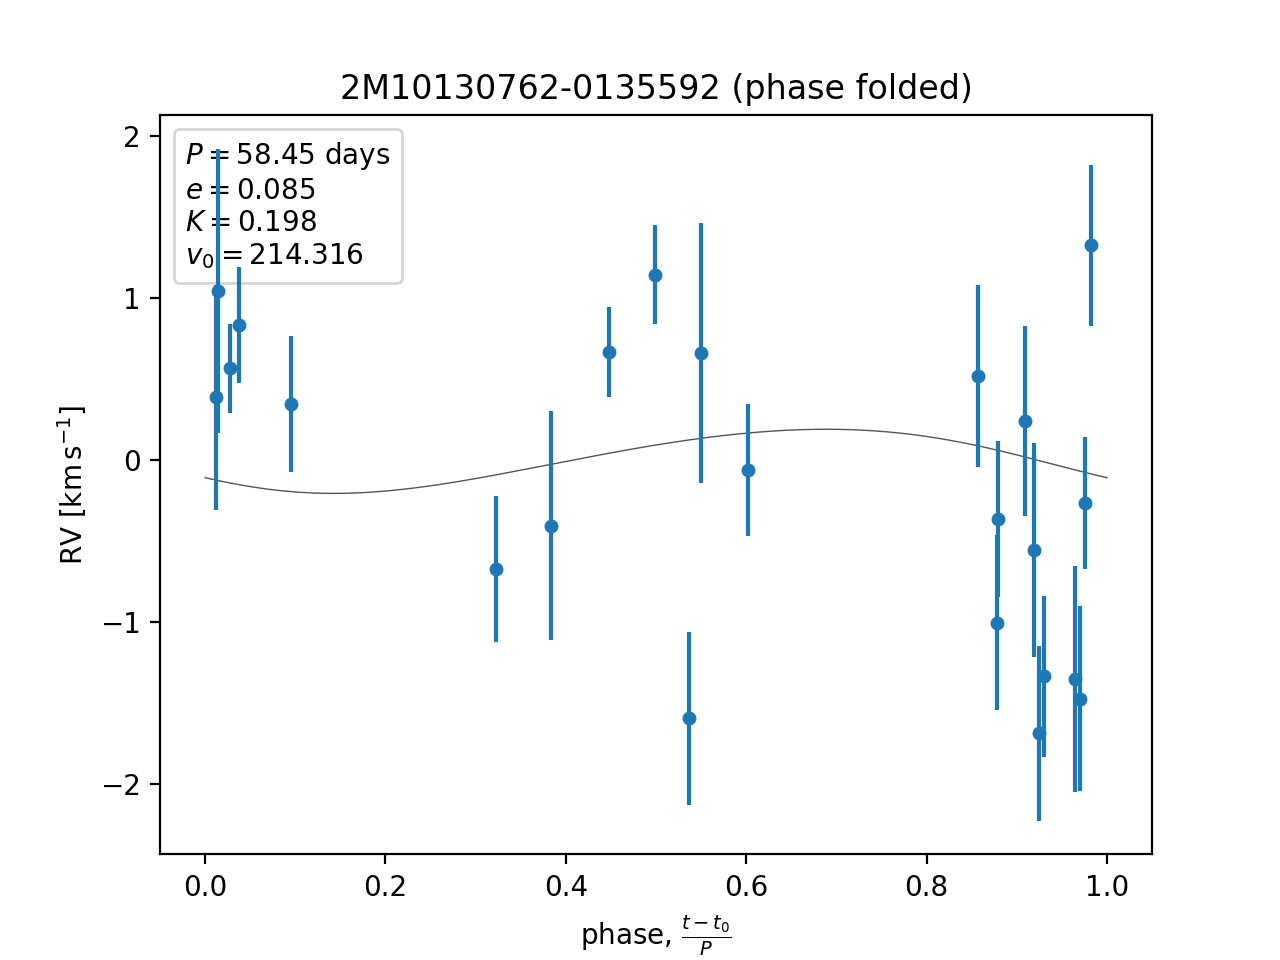 2M10130762-0135592 (phase folded)
P = 58.45 days
e = 0.085
K = 0.198
v₀ = 214.316
RV [km s⁻¹]
2
1
0
−1
−2
0.0 0.2 0.4 0.6 0.8 1.0
phase, (t − t₀)/P